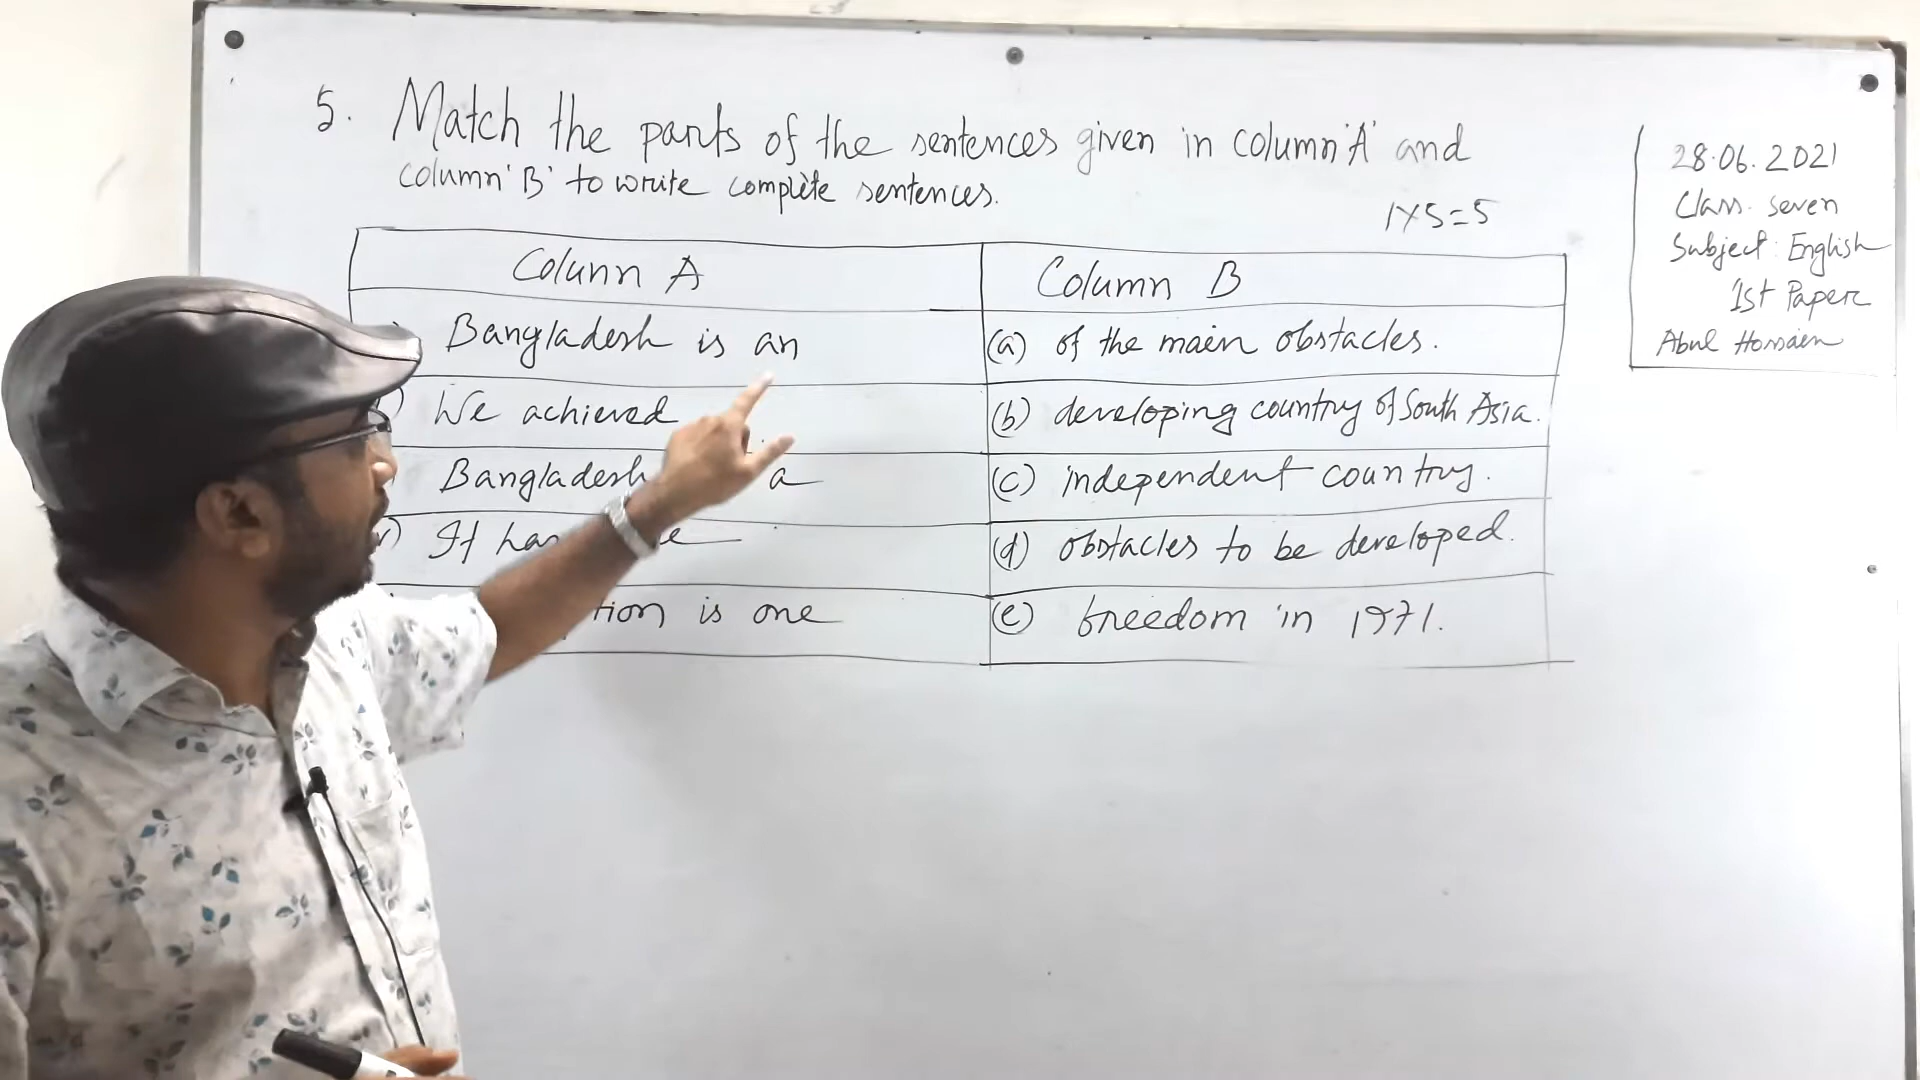 5. Match the parts of the sentences given in column 'A' and
column 'B' to write complete sentences.
1×5=5
Colunn A
Column B
Bangladesh is an
(a) of the main obstacles.
We achieved
(b) developing country of South Asia.
Bangladesh a
(c) independent country.
It has
(d) obstacles to be developed.
is one
(e) freedom in 1971.
28.06.2021
Class. Seven
Subject: English
1st Paper
Abul Hossain